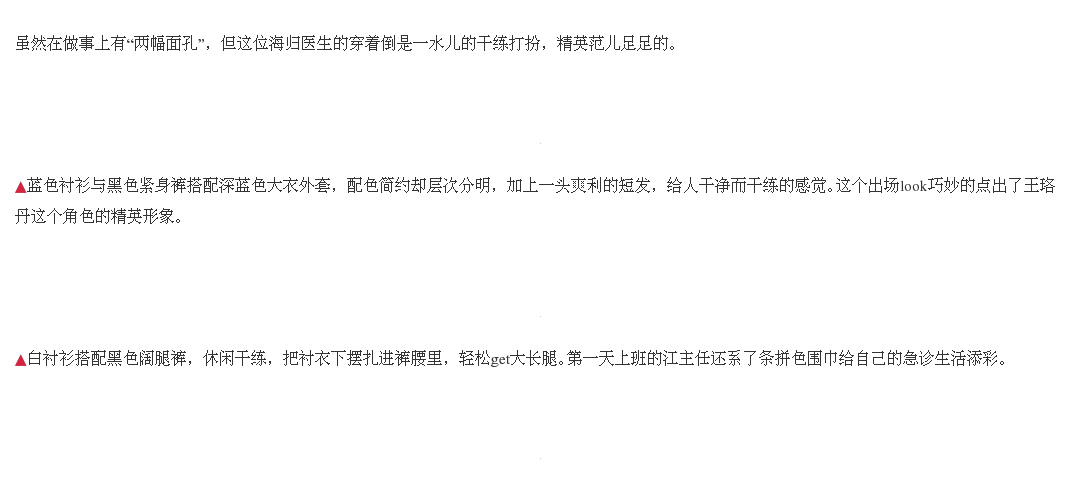 虽然在做事上有“两幅面孔”，但这位海归医生的穿着倒是一水儿的干练打扮，精英范儿足足的。
▲蓝色衬衫与黑色紧身裤搭配深蓝色大衣外套，配色简约却层次分明，加上一头爽利的短发，给人干净而干练的感觉。这个出场look巧妙的点出了王珞
丹这个角色的精英形象。
▲白衬衫搭配黑色阔腿裤，休闲干练，把衬衣下摆扎进裤腰里，轻松get大长腿。第一天上班的江主任还系了条拼色围巾给自己的急诊生活添彩。